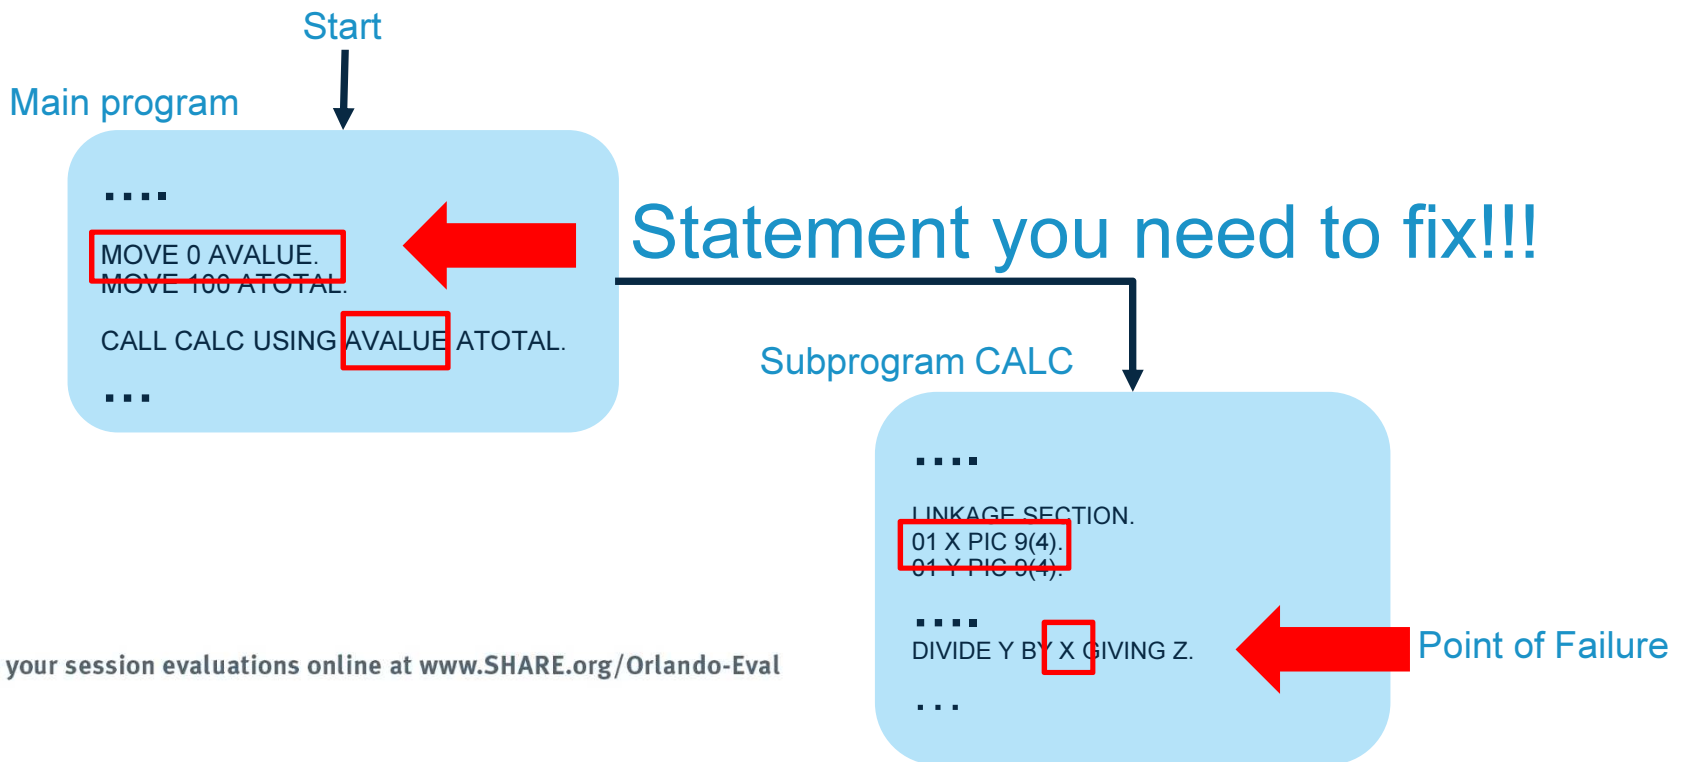 Start
Main program
....
MOVE 0 AVALUE.
MOVE 100 ATOTAL.
CALL CALC USING AVALUE ATOTAL.
...
Statement you need to fix!!!
Subprogram CALC
....
LINKAGE SECTION.
01 X PIC 9(4).
01 Y PIC 9(4).
....
DIVIDE Y BY X GIVING Z.
...
Point of Failure
your session evaluations online at www.SHARE.org/Orlando-Eval